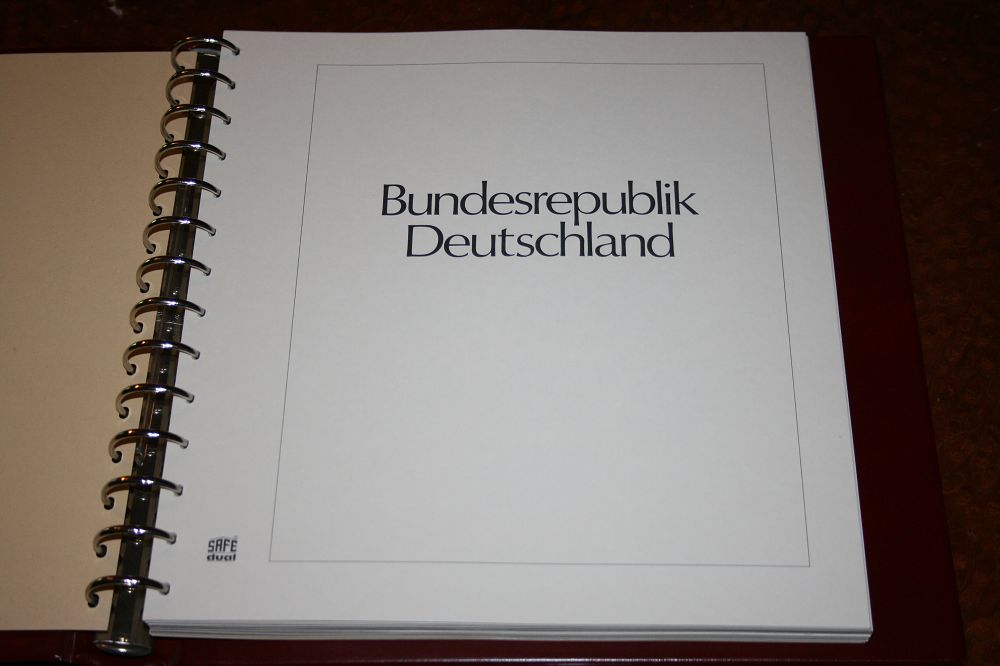 Bundesrepublik
Deutschland
SAFE
dual